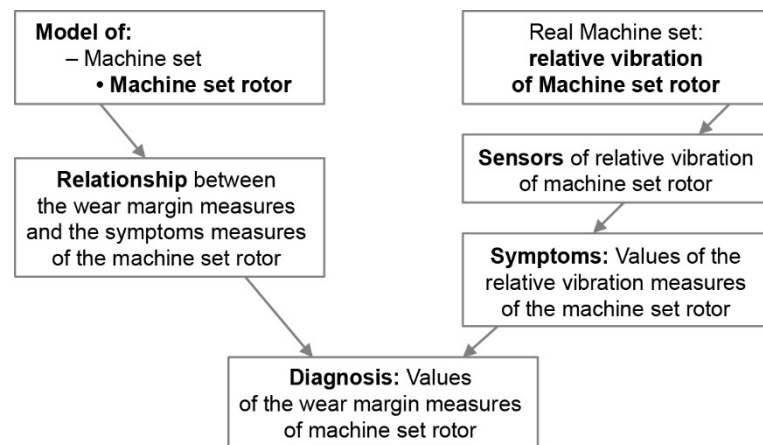 Model of:
– Machine set
• Machine set rotor
Relationship between
the wear margin measures
and the symptoms measures
of the machine set rotor
Real Machine set:
relative vibration
of Machine set rotor
Sensors of relative vibration
of machine set rotor
Symptoms: Values of the
relative vibration measures
of the machine set rotor
Diagnosis: Values
of the wear margin measures
of machine set rotor